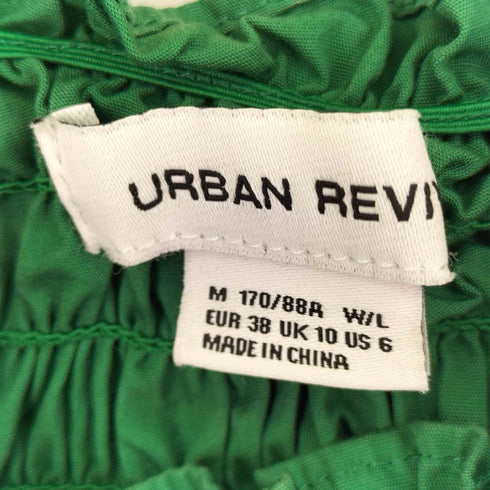 URBAN REVI
M 170/88A W/L
EUR 38 UK 10 US 6
MADE IN CHINA